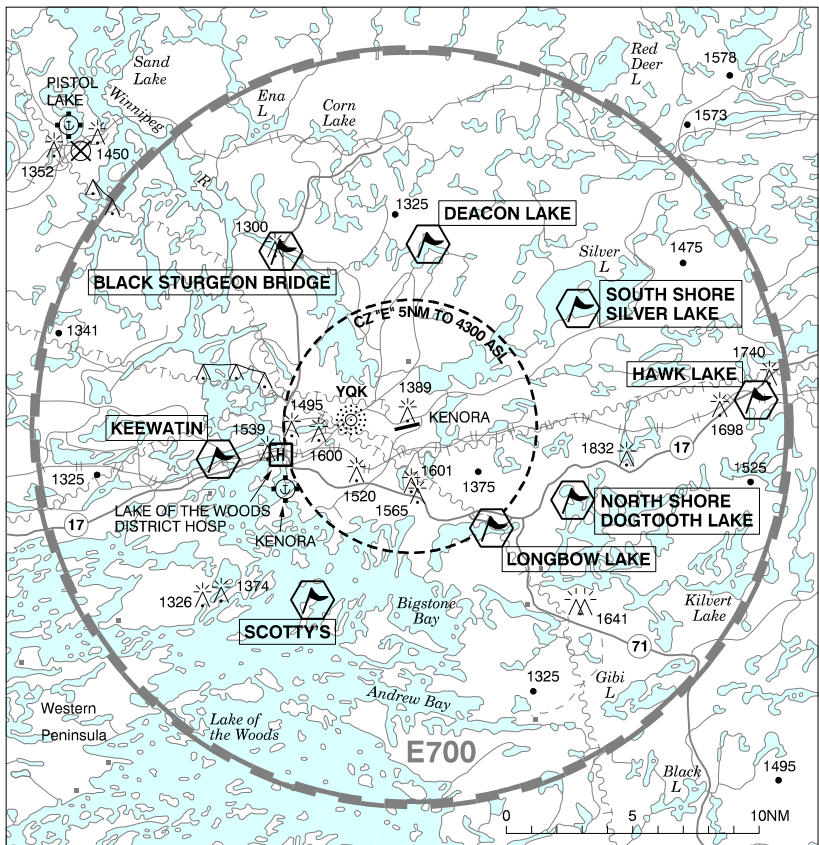 1578
Red
Deer
L
Sand
Lake
PISTOL
LAKE
Winnipeg
Ena
L
Corn
Lake
1573
1450
1352
R
1325
DEACON LAKE
1300
Silver
L
1475
BLACK STURGEON BRIDGE
SOUTH SHORE
SILVER LAKE
CZ "E" 5NM TO 4300 ASL
1341
1740
HAWK LAKE
YQK
1389
KENORA
1495
1698
KEEWATIN
1539
1600
1832
17
1601
1375
1325
1520
1525
H
1565
LAKE OF THE WOODS
DISTRICT HOSP
NORTH SHORE
DOGTOOTH LAKE
17
KENORA
LONGBOW LAKE
1374
1326
Bigstone
Bay
1641
Kilvert
Lake
SCOTTY'S
71
1325
Gibi
L
Andrew Bay
Western
Peninsula
Lake of
the Woods
E700
Black
L
1495
0 5 10NM